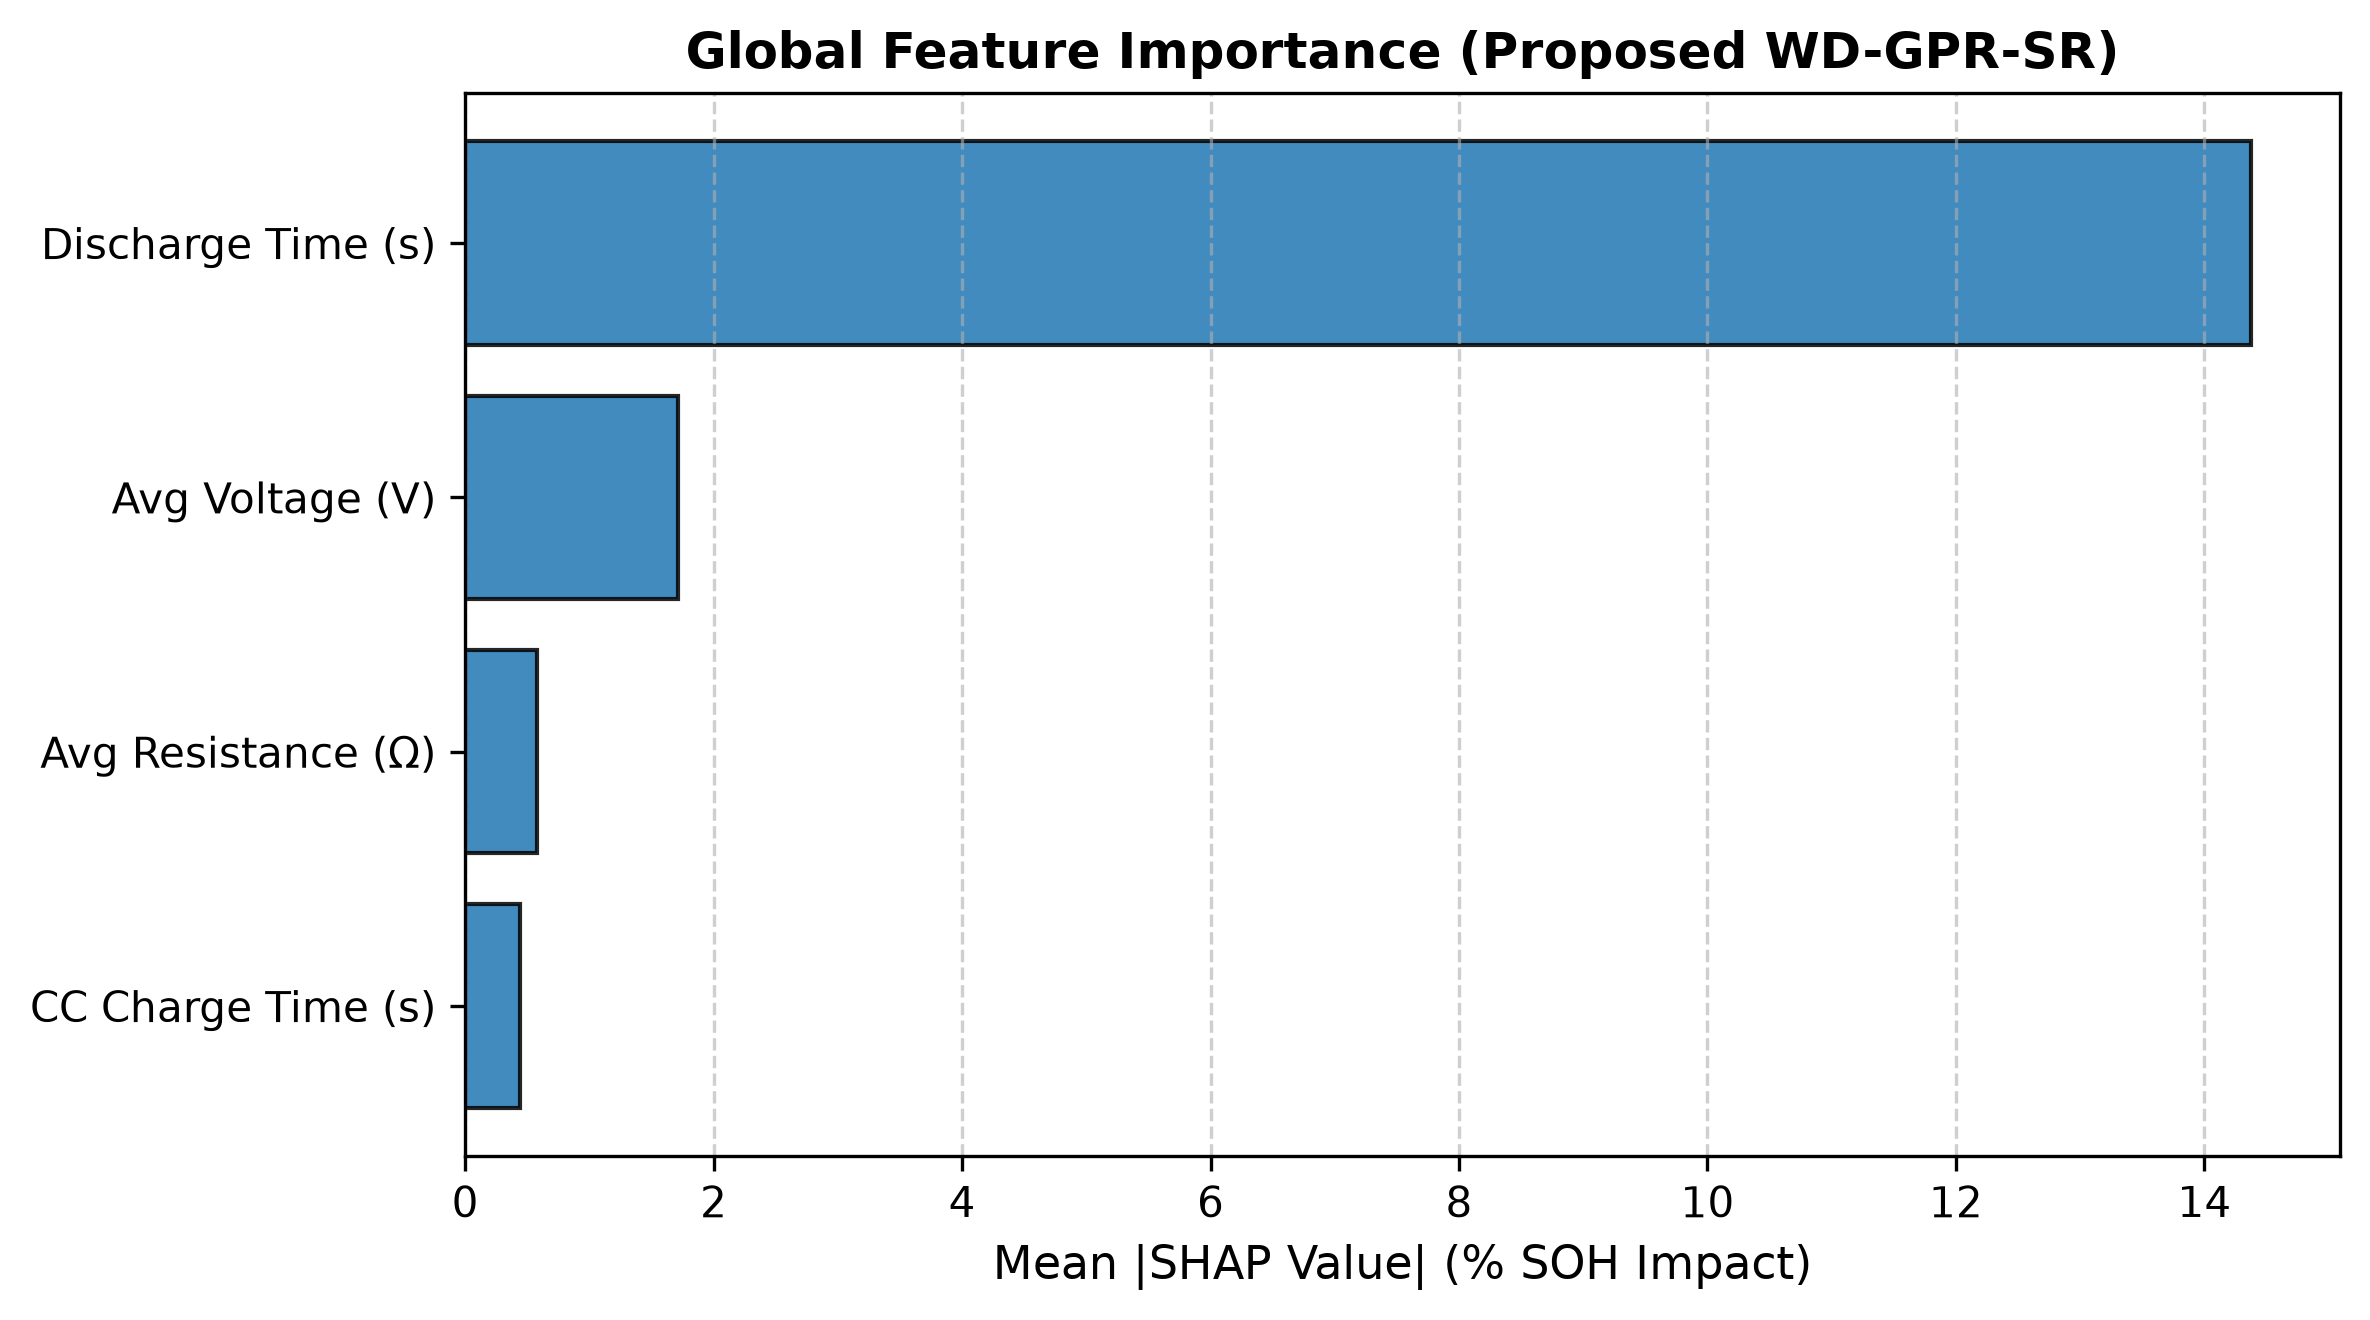 Global Feature Importance (Proposed WD-GPR-SR)
Discharge Time (s)
Avg Voltage (V)
Avg Resistance (Ω)
CC Charge Time (s)
0 2 4 6 8 10 12 14
Mean |SHAP Value| (% SOH Impact)